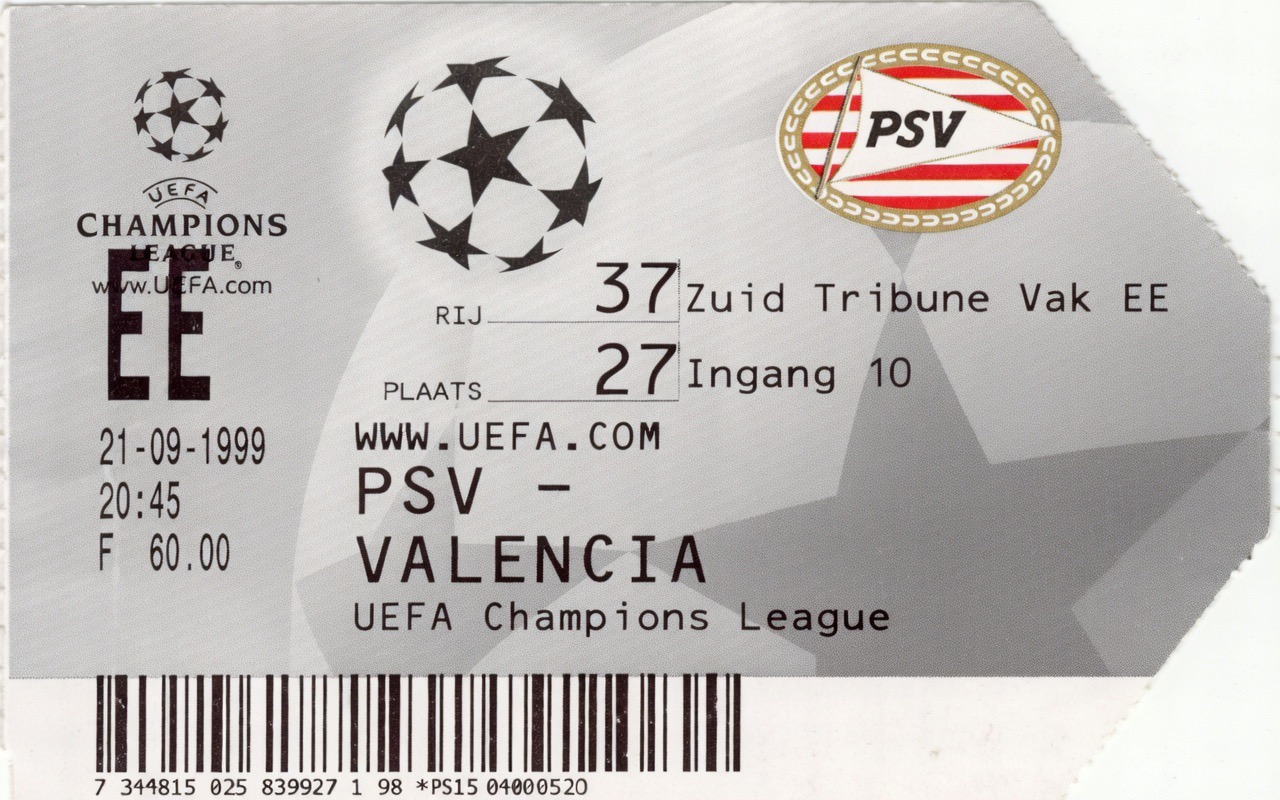 UEFA
CHAMPIONS
LEAGUE®
www.UEFA.com
EE
PSV
RIJ 37 Zuid Tribune Vak EE
PLAATS 27 Ingang 10
21-09-1999
20:45
F 60.00
WWW.UEFA.COM
PSV -
VALENCIA
UEFA Champions League
7 344815 025 839927 1 98 *PS15 04000520